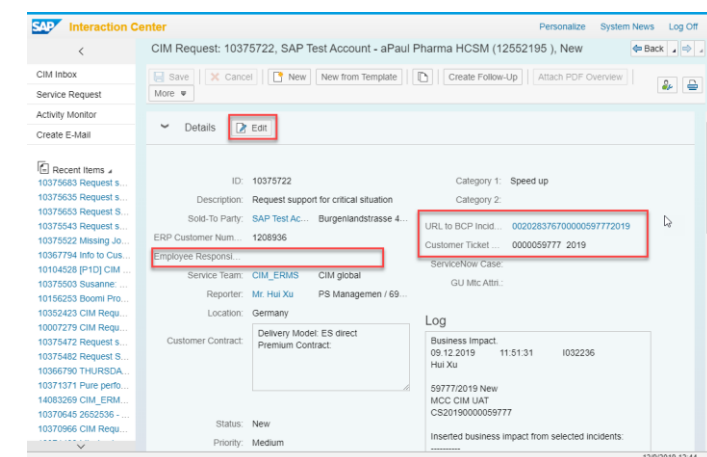 SAP Interaction Center
Personalize System News Log Off
CIM Request: 10375722, SAP Test Account - aPaul Pharma HCSM (12552195 ), New
Back
CIM Inbox
Service Request
Activity Monitor
Create E-Mail
Save Cancel New New from Template Create Follow-Up Attach PDF Overview
More
Details Edit
Recent Items
10375683 Request s...
10375635 Request s...
10375653 Request S...
10375543 Request s...
10375522 Missing Jo...
10367794 Info to Cus...
10104528 [P1D] CIM ...
10375503 Susanne: ...
10156253 Boomi Pro...
10352423 CIM Requ...
10007279 CIM Requ...
10375472 Request s...
10375482 Request S...
10366790 THURSDA...
10371371 Pure perfo...
14083269 CIM_ERM...
10370645 2652536 - ...
10370966 CIM Requ...
ID: 10375722
Description: Request support for critical situation
Sold-To Party: SAP Test Ac... Burgenlandstrasse 4...
ERP Customer Num... 1208936
Employee Responsi...
Service Team: CIM_ERMS CIM global
Reporter: Mr. Hui Xu PS Managemen / 69...
Location: Germany
Customer Contract: Delivery Model: ES direct
Premium Contract:
Status: New
Priority: Medium
Category 1: Speed up
Category 2:
URL to BCP Incid... 002028376700000597772019
Customer Ticket ... 0000059777 2019
ServiceNow Case:
GU Mtc Attri.:
Log
Business Impact.
09.12.2019 11:51:31 I032236
Hui Xu
59777/2019 New
MCC CIM UAT
CS20190000059777
Inserted business impact from selected incidents:
----------